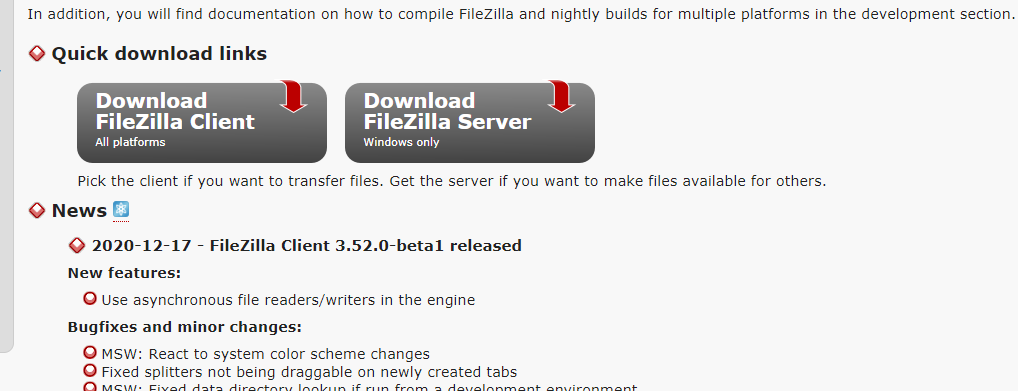 In addition, you will find documentation on how to compile FileZilla and nightly builds for multiple platforms in the development section.
Quick download links
Download
FileZilla Client
All platforms
Download
FileZilla Server
Windows only
Pick the client if you want to transfer files. Get the server if you want to make files available for others.
News
2020-12-17 - FileZilla Client 3.52.0-beta1 released
New features:
Use asynchronous file readers/writers in the engine
Bugfixes and minor changes:
MSW: React to system color scheme changes
Fixed splitters not being draggable on newly created tabs
MSW: Fixed data directory lookup if run from a development environment